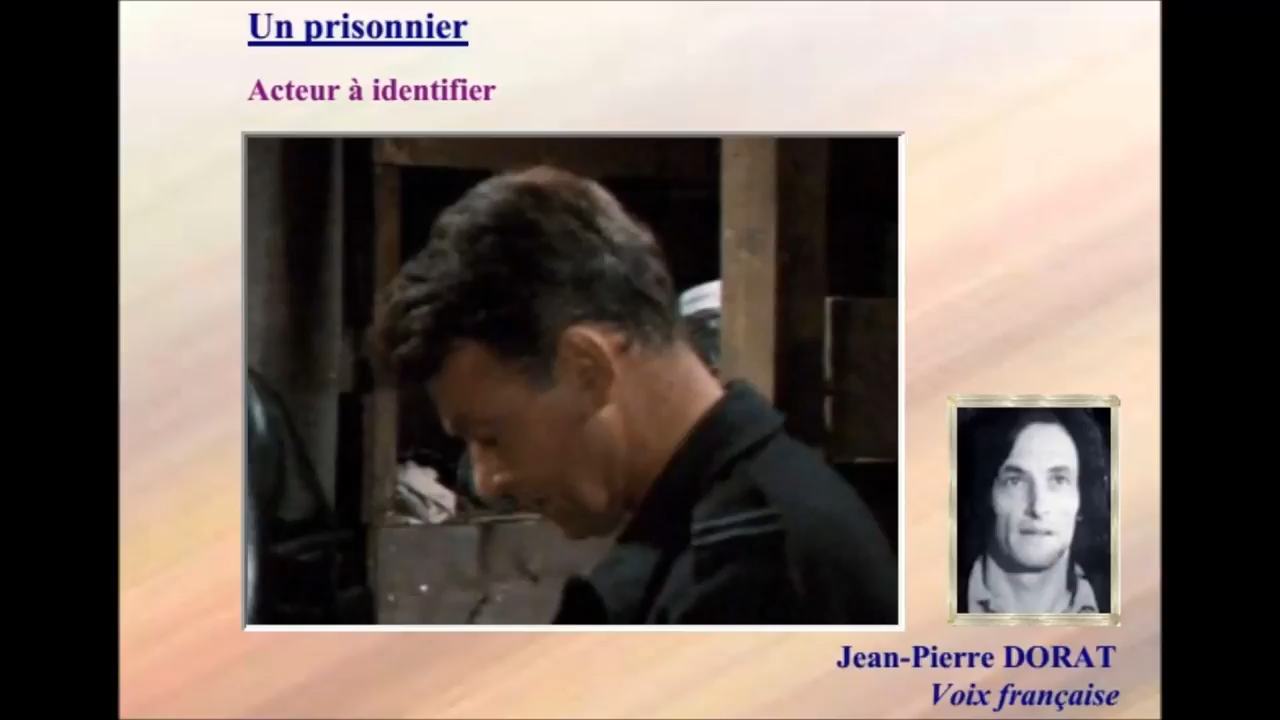 Un prisonnier
Acteur à identifier
Jean-Pierre DORAT
Voix française